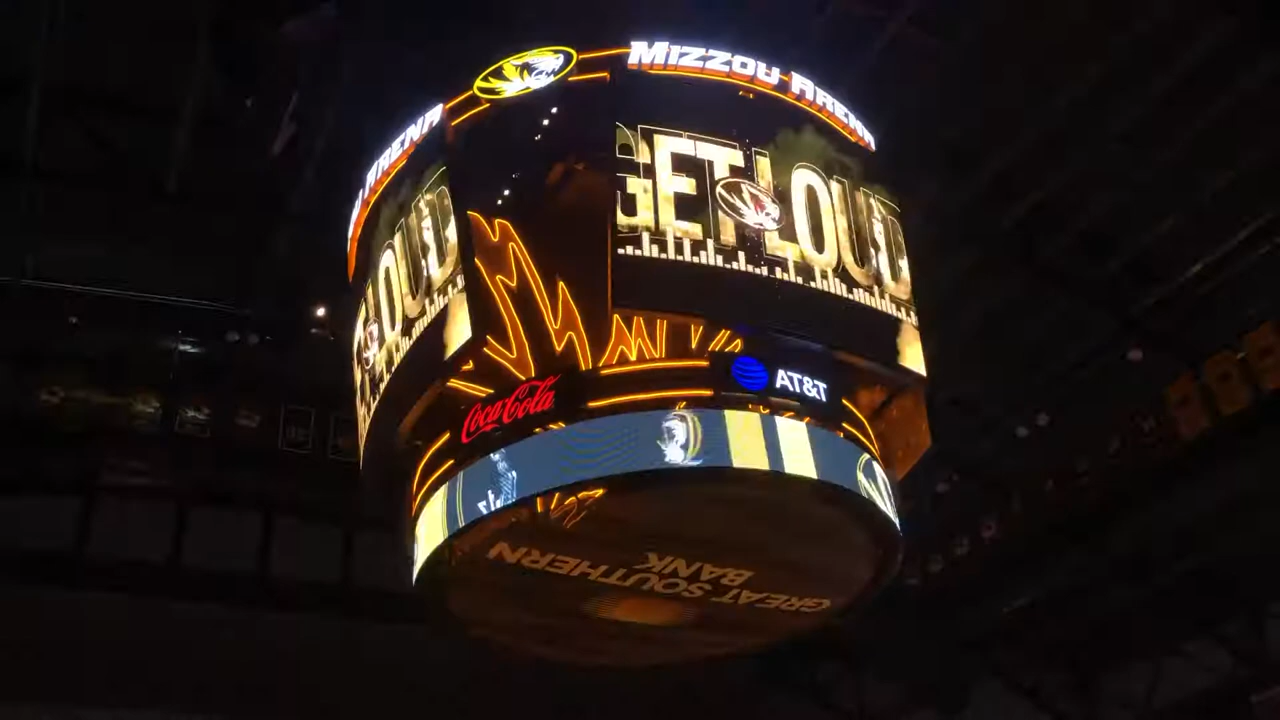 MIZZOU ARENA
ARENA
GET LOUD
LOUD
AT&T
Coca-Cola
GREAT SOUTHERN
BANK